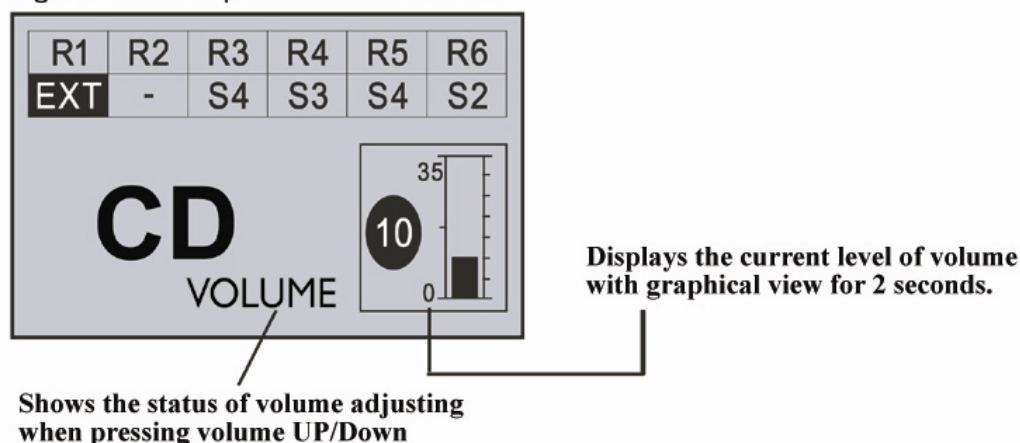 R1 R2 R3 R4 R5 R6
EXT - S4 S3 S4 S2
35
CD
10
VOLUME
0
Displays the current level of volume
with graphical view for 2 seconds.
Shows the status of volume adjusting
when pressing volume UP/Down